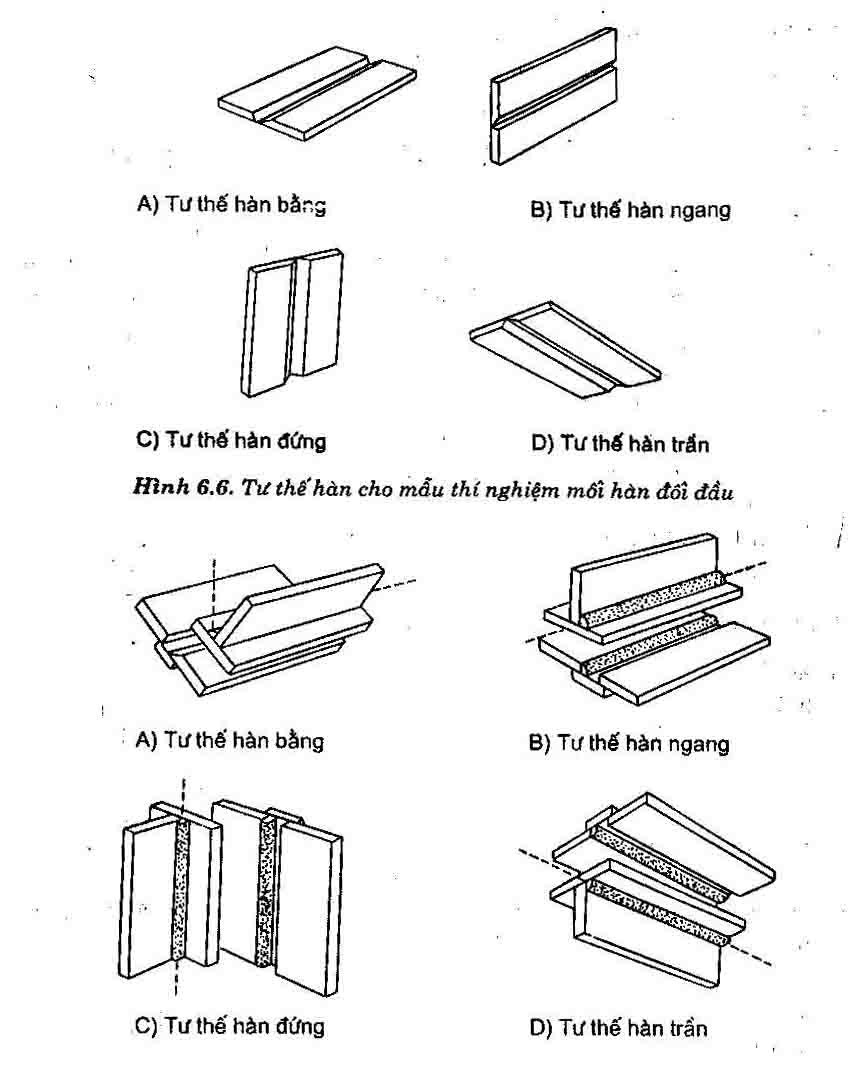 A) Tư thế hàn bằng
B) Tư thế hàn ngang
C) Tư thế hàn đứng
D) Tư thế hàn trần
Hình 6.6. Tư thế hàn cho mẫu thí nghiệm mối hàn đối đầu
A) Tư thế hàn bằng
B) Tư thế hàn ngang
C) Tư thế hàn đứng
D) Tư thế hàn trần